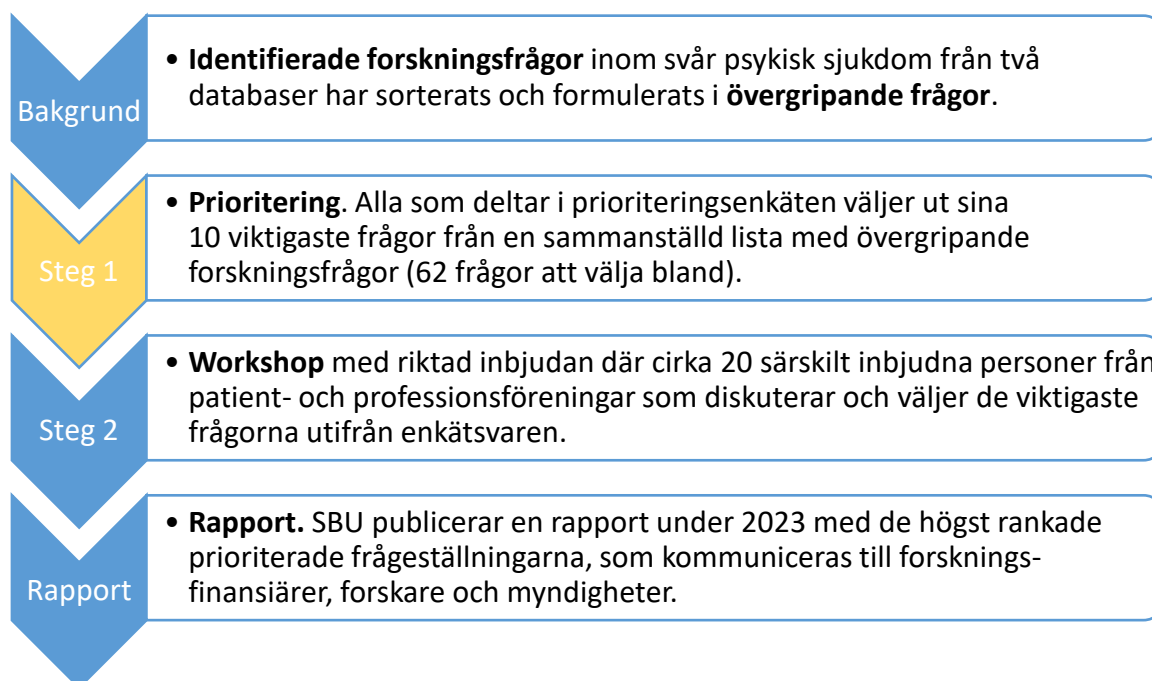 Bakgrund
• Identifierade forskningsfrågor inom svår psykisk sjukdom från två
databaser har sorterats och formulerats i övergripande frågor.
Steg 1
• Prioritering. Alla som deltar i prioriteringsenkäten väljer ut sina
10 viktigaste frågor från en sammanställd lista med övergripande
forskningsfrågor (62 frågor att välja bland).
Steg 2
• Workshop med riktad inbjudan där cirka 20 särskilt inbjudna personer från
patient- och professionsföreningar som diskuterar och väljer de viktigaste
frågorna utifrån enkätsvaren.
Rapport
• Rapport. SBU publicerar en rapport under 2023 med de högst rankade
prioriterade frågeställningarna, som kommuniceras till forsknings-
finansiärer, forskare och myndigheter.